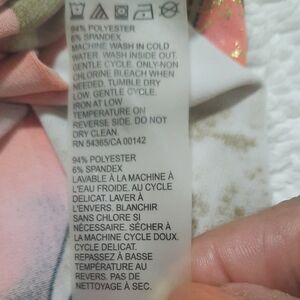 94% POLYESTER
6% SPANDEX
MACHINE WASH IN COLD
WATER. WASH INSIDE OUT.
GENTLE CYCLE. ONLY NON
CHLORINE BLEACH WHEN
NEEDED. TUMBLE DRY
LOW. GENTLE CYCLE.
IRON AT LOW
TEMPERATURE ON
REVERSE SIDE. DO NOT
DRY CLEAN.
RN 54365/CA 00142
94% POLYESTER
6% SPANDEX
LAVABLE À LA MACHINE À
L'EAU FROIDE. AU CYCLE
DELICAT. LAVER À
L'ENVERS. BLANCHIR
SANS CHLORE SI
NÉCESSAIRE. SÉCHER À
LA MACHINE CYCLE DOUX.
CYCLE DELICAT.
REPASSEZ À BASSE
TEMPÉRATURE AU
REVERS. PAS DE
NETTOYAGE À SEC.